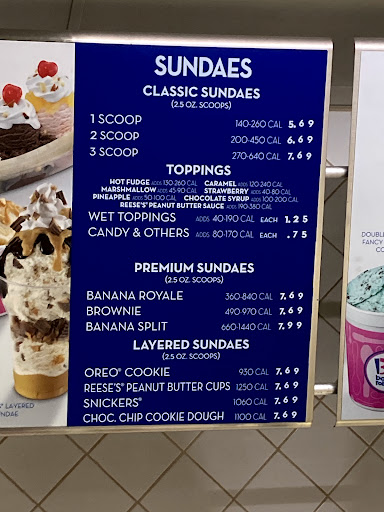 SUNDAES
CLASSIC SUNDAES
(2.5 OZ. SCOOPS)
1 SCOOP 140-260 CAL 5.69
2 SCOOP 200-450 CAL 6.69
3 SCOOP 270-640 CAL 7.69
TOPPINGS
HOT FUDGE ADDS 130-260 CAL CARAMEL ADDS 120-240 CAL
MARSHMALLOW ADDS 45-90 CAL STRAWBERRY ADDS 40-80 CAL
PINEAPPLE ADDS 50-100 CAL CHOCOLATE SYRUP ADDS 100-200 CAL
REESE'S® PEANUT BUTTER SAUCE ADDS 190-380 CAL
WET TOPPINGS ADDS 40-190 CAL EACH 1.25
CANDY & OTHERS ADDS 80-170 CAL EACH .75
PREMIUM SUNDAES
(2.5 OZ. SCOOPS)
BANANA ROYALE 360-840 CAL 7.69
BROWNIE 490-970 CAL 7.69
BANANA SPLIT 660-1440 CAL 7.99
LAYERED SUNDAES
(2.5 OZ. SCOOPS)
OREO® COOKIE 930 CAL 7.69
REESE'S® PEANUT BUTTER CUPS 1250 CAL 7.69
SNICKERS® 1060 CAL 7.69
CHOC. CHIP COOKIE DOUGH 1100 CAL 7.69
LAYERED
NDAE
DOUBL
FANCY
CO